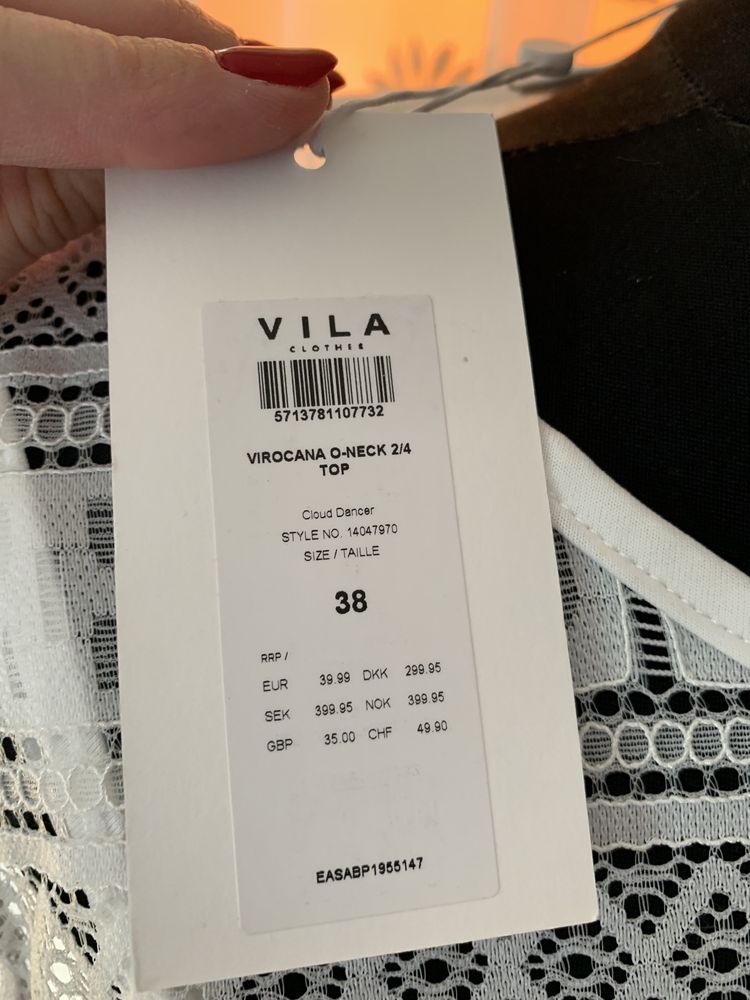 VILA
CLOTHES
5713781107732
VIROCANA O-NECK 2/4
TOP
Cloud Dancer
STYLE NO. 14047970
SIZE / TAILLE
38
RRP /
EUR 39.99 DKK 299.95
SEK 399.95 NOK 399.95
GBP 35.00 CHF 49.90
EASABP1955147